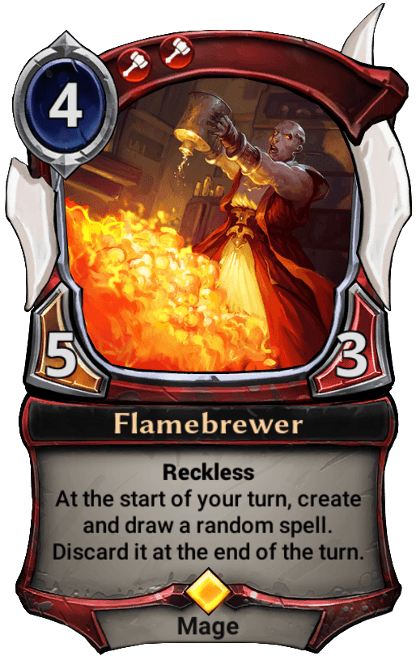 4
5
3
Flamebrewer
Reckless
At the start of your turn, create
and draw a random spell.
Discard it at the end of the turn.
Mage